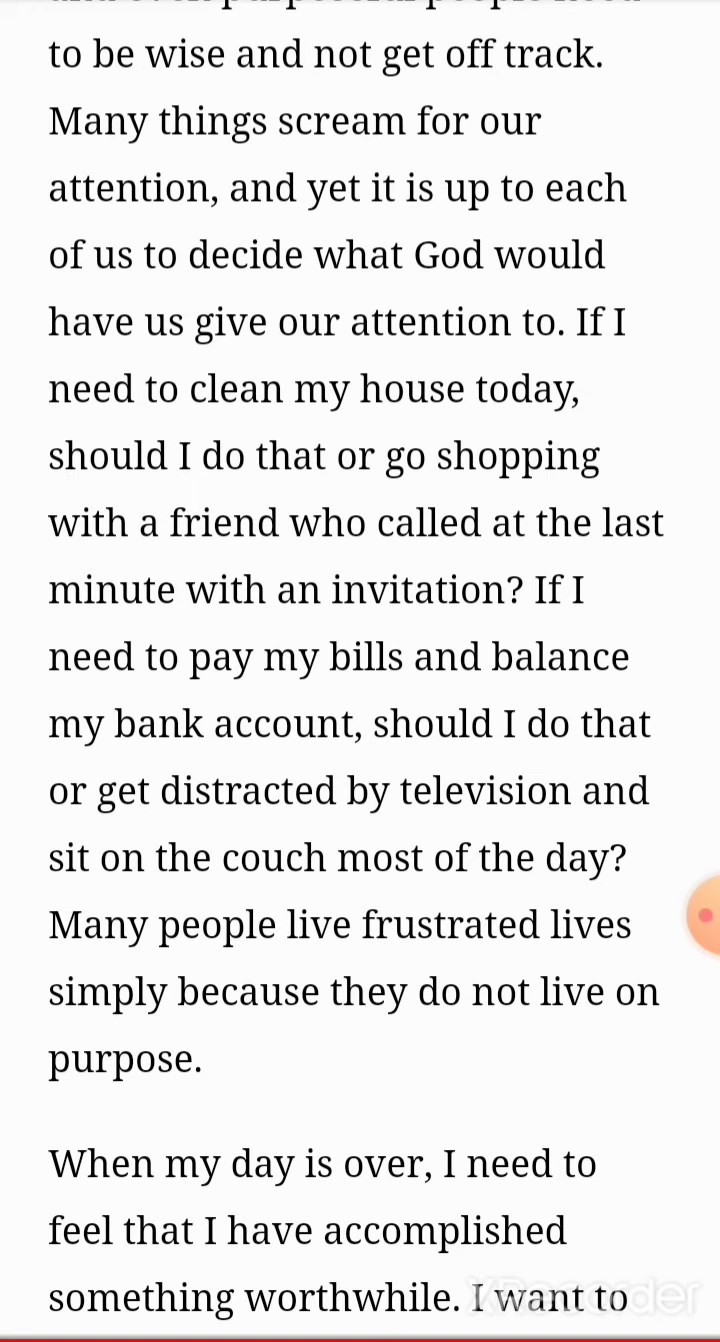 to be wise and not get off track.
Many things scream for our
attention, and yet it is up to each
of us to decide what God would
have us give our attention to. If I
need to clean my house today,
should I do that or go shopping
with a friend who called at the last
minute with an invitation? If I
need to pay my bills and balance
my bank account, should I do that
or get distracted by television and
sit on the couch most of the day?
Many people live frustrated lives
simply because they do not live on
purpose.
When my day is over, I need to
feel that I have accomplished
something worthwhile. I want to
XRecorder